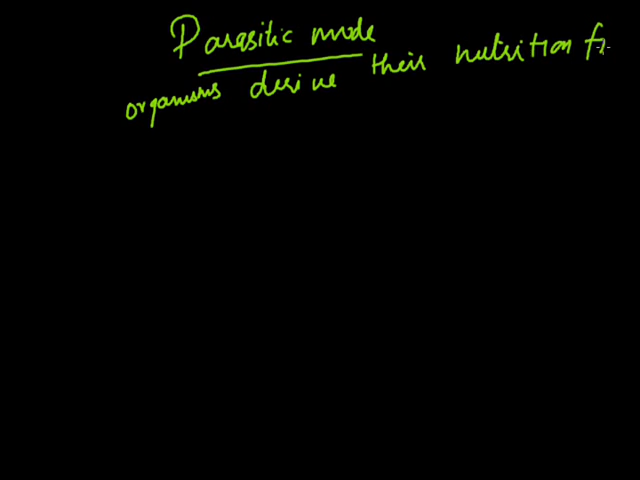 Parasitic mode
organisms derive their nutrition